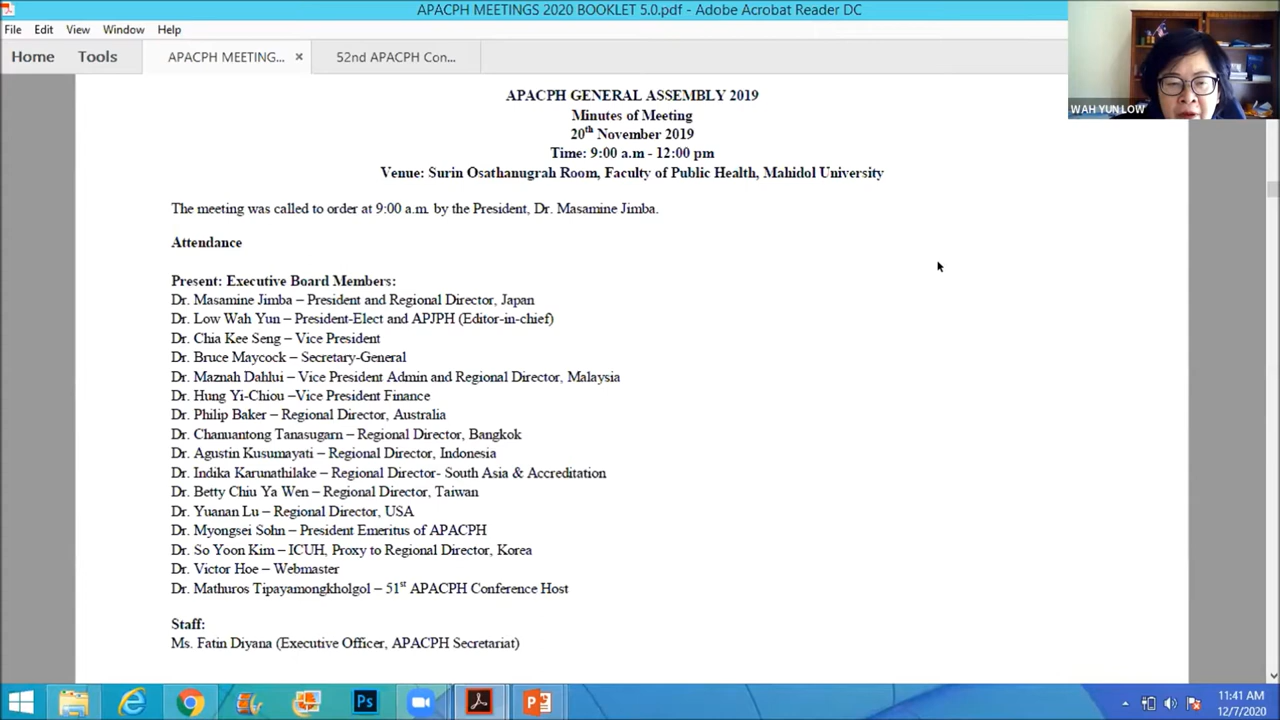 APACPH MEETINGS 2020 BOOKLET 5.0.pdf - Adobe Acrobat Reader DC
File Edit View Window Help
Home Tools APACPH MEETING... × 52nd APACPH Con...
WAH YUN LOW
APACPH GENERAL ASSEMBLY 2019
Minutes of Meeting
20th November 2019
Time: 9:00 a.m - 12:00 pm
Venue: Surin Osathanugrah Room, Faculty of Public Health, Mahidol University
The meeting was called to order at 9:00 a.m. by the President, Dr. Masamine Jimba.
Attendance
Present: Executive Board Members:
Dr. Masamine Jimba – President and Regional Director, Japan
Dr. Low Wah Yun – President-Elect and APJPH (Editor-in-chief)
Dr. Chia Kee Seng – Vice President
Dr. Bruce Maycock – Secretary-General
Dr. Maznah Dahlui – Vice President Admin and Regional Director, Malaysia
Dr. Hung Yi-Chiou –Vice President Finance
Dr. Philip Baker – Regional Director, Australia
Dr. Chanuantong Tanasugarn – Regional Director, Bangkok
Dr. Agustin Kusumayati – Regional Director, Indonesia
Dr. Indika Karunathilake – Regional Director- South Asia & Accreditation
Dr. Betty Chiu Ya Wen – Regional Director, Taiwan
Dr. Yuanan Lu – Regional Director, USA
Dr. Myongsei Sohn – President Emeritus of APACPH
Dr. So Yoon Kim – ICUH, Proxy to Regional Director, Korea
Dr. Victor Hoe – Webmaster
Dr. Mathuros Tipayamongkholgol – 51st APACPH Conference Host
Staff:
Ms. Fatin Diyana (Executive Officer, APACPH Secretariat)
Ps
11:41 AM
12/7/2020